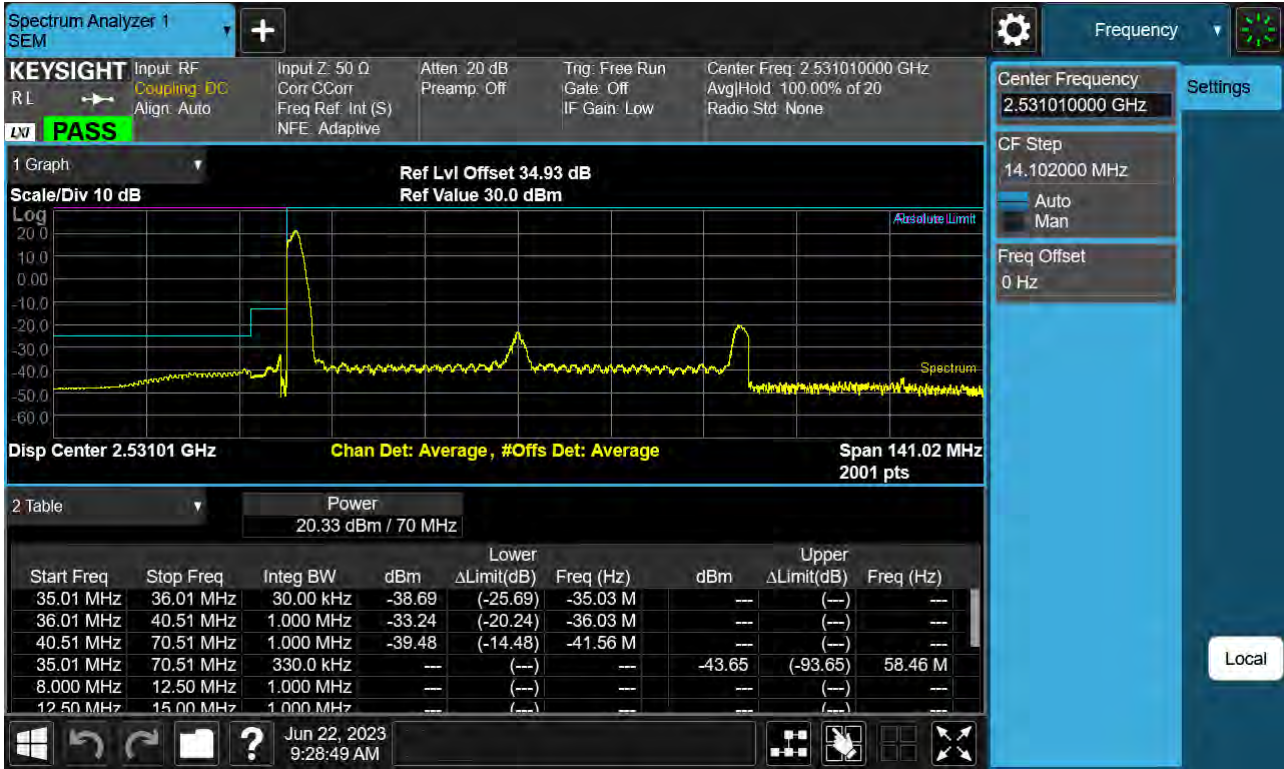 Spectrum Analyzer 1
SEM
Frequency
KEYSIGHT
R L
LXI
PASS
Input: RF
Coupling: DC
Align: Auto
Input Z: 50 Ω
Corr CCorr
Freq Ref: Int (S)
NFE: Adaptive
Atten: 20 dB
Preamp: Off
Trig: Free Run
Gate: Off
IF Gain: Low
Center Freq: 2.531010000 GHz
Avg|Hold: 100.00% of 20
Radio Std: None
Center Frequency
2.531010000 GHz
Settings
CF Step
14.102000 MHz
Auto
Man
Freq Offset
0 Hz
Local
1 Graph
Scale/Div 10 dB
Ref Lvl Offset 34.93 dB
Ref Value 30.0 dBm
Log
Absolute Limit
20.0
10.0
0.00
-10.0
-20.0
-30.0
-40.0
-50.0
-60.0
Spectrum
Disp Center 2.53101 GHz
Chan Det: Average, #Offs Det: Average
Span 141.02 MHz
2001 pts
2 Table
Power
20.33 dBm / 70 MHz
Lower Upper
Start Freq Stop Freq Integ BW dBm ΔLimit(dB) Freq (Hz) dBm ΔLimit(dB) Freq (Hz)
35.01 MHz 36.01 MHz 30.00 kHz -38.69 (-25.69) -35.03 M --- (---) ---
36.01 MHz 40.51 MHz 1.000 MHz -33.24 (-20.24) -36.03 M --- (---) ---
40.51 MHz 70.51 MHz 1.000 MHz -39.48 (-14.48) -41.56 M --- (---) ---
35.01 MHz 70.51 MHz 330.0 kHz --- (---) --- -43.65 (-93.65) 58.46 M
8.000 MHz 12.50 MHz 1.000 MHz --- (---) --- --- (---) ---
12.50 MHz 15.00 MHz 1.000 MHz --- (---) --- --- (---) ---
Jun 22, 2023
9:28:49 AM